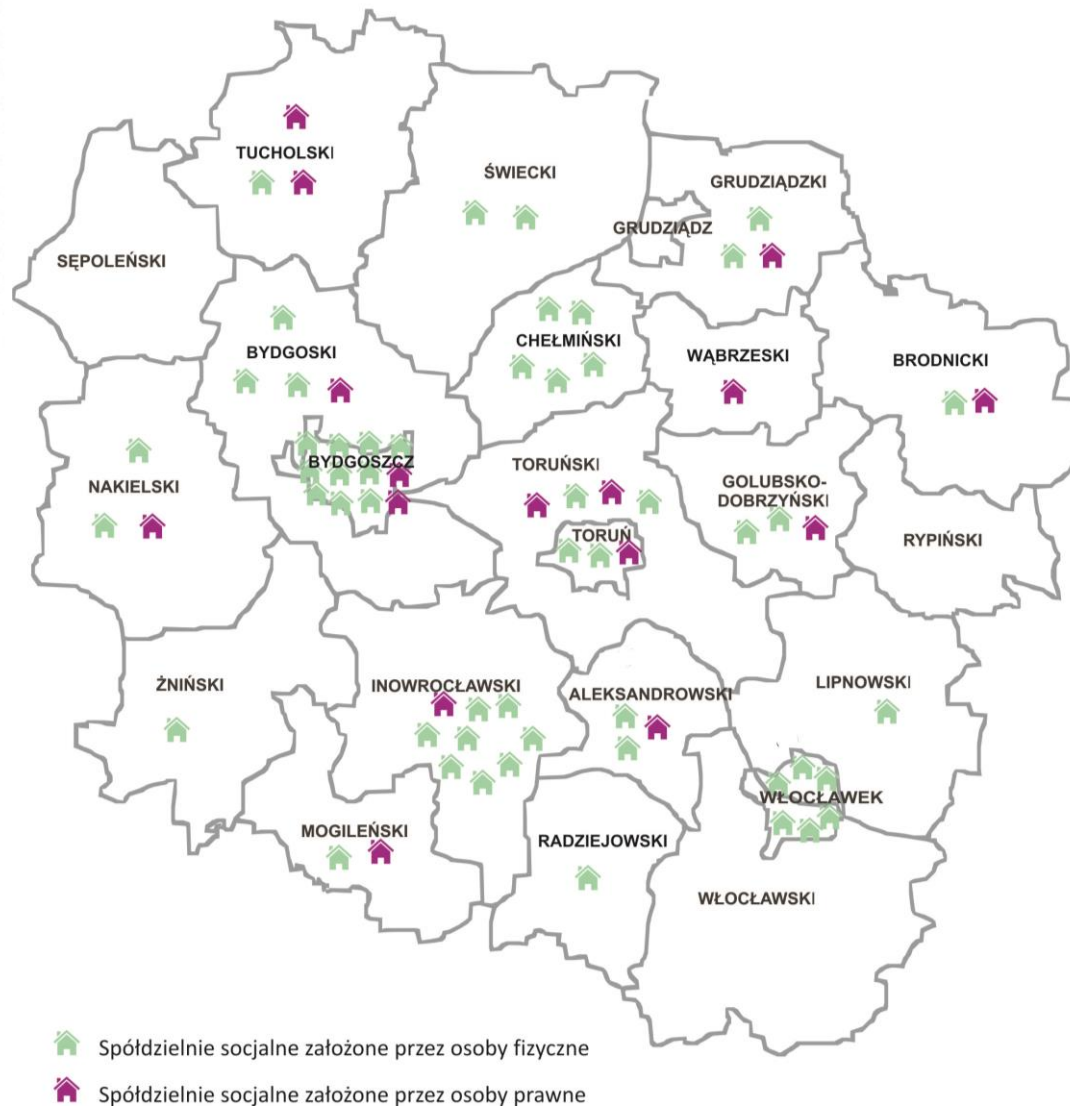 TUCHOLSKI
ŚWIECKI
GRUDZIĄDZKI
GRUDZIĄDZ
SĘPOLEŃSKI
CHEŁMIŃSKI
BYDGOSKI
WĄBRZESKI
BRODNICKI
BYDGOSZCZ
TORUŃSKI
NAKIELSKI
GOLUBSKO-
DOBRZYŃSKI
TORUŃ
RYPIŃSKI
ŻNIŃSKI
INOWROCŁAWSKI
ALEKSANDROWSKI
LIPNOWSKI
WŁOCŁAWEK
MOGILEŃSKI
RADZIEJOWSKI
WŁOCŁAWSKI
Spółdzielnie socjalne założone przez osoby fizyczne
Spółdzielnie socjalne założone przez osoby prawne